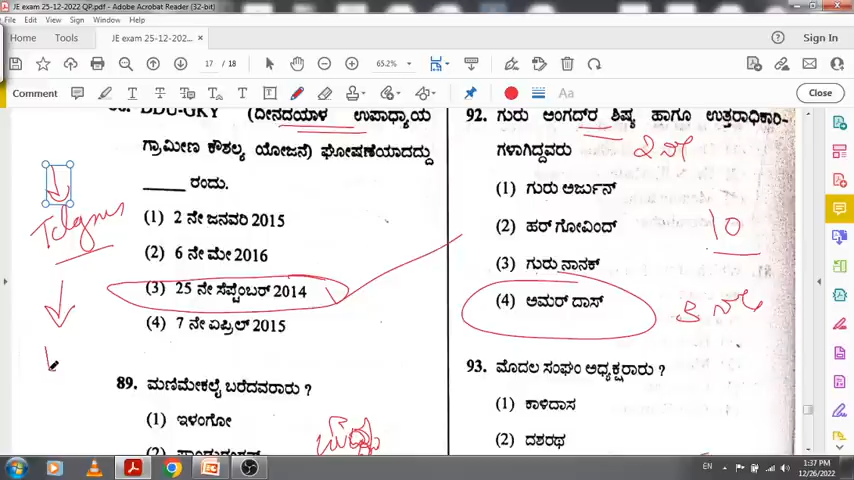 JE exam 25-12-2022 QP.pdf - Adobe Acrobat Reader (32-bit)
File Edit View Sign Window Help
Home Tools JE exam 25-12-202... × Sign In
17 / 18 65.2%
Comment Aa Close
DDU-GKY (ದೀನದಯಾಳ ಉಪಾಧ್ಯಾಯ
ಗ್ರಾಮೀಣ ಕೌಶಲ್ಯ ಯೋಜನೆ) ಘೋಷಣೆಯಾದದ್ದು
_____ ರಂದು.
(1) 2 ನೇ ಜನವರಿ 2015
(2) 6 ನೇ ಮೇ 2016
(3) 25 ನೇ ಸೆಪ್ಟೆಂಬರ್ 2014
(4) 7 ನೇ ಏಪ್ರಿಲ್ 2015
89. ಮಣಿಮೇಕಲೈ ಬರೆದವರಾರು ?
(1) ಇಳಂಗೋ
92. ಗುರು ಅಂಗದ್‌ರ ಶಿಷ್ಯ ಹಾಗೂ ಉತ್ತರಾಧಿಕಾರಿ-
ಗಳಾಗಿದ್ದವರು
2ನೇ
(1) ಗುರು ಅರ್ಜುನ್
(2) ಹರ್ ಗೋವಿಂದ್
10
(3) ಗುರು ನಾನಕ್
(4) ಅಮರ್ ದಾಸ್
3 ನೇ
93. ಮೊದಲ ಸಂಘಂ ಅಧ್ಯಕ್ಷರಾರು ?
(1) ಕಾಳಿದಾಸ
(2) ದಶರಥ
EN 1:37 PM
12/26/2022